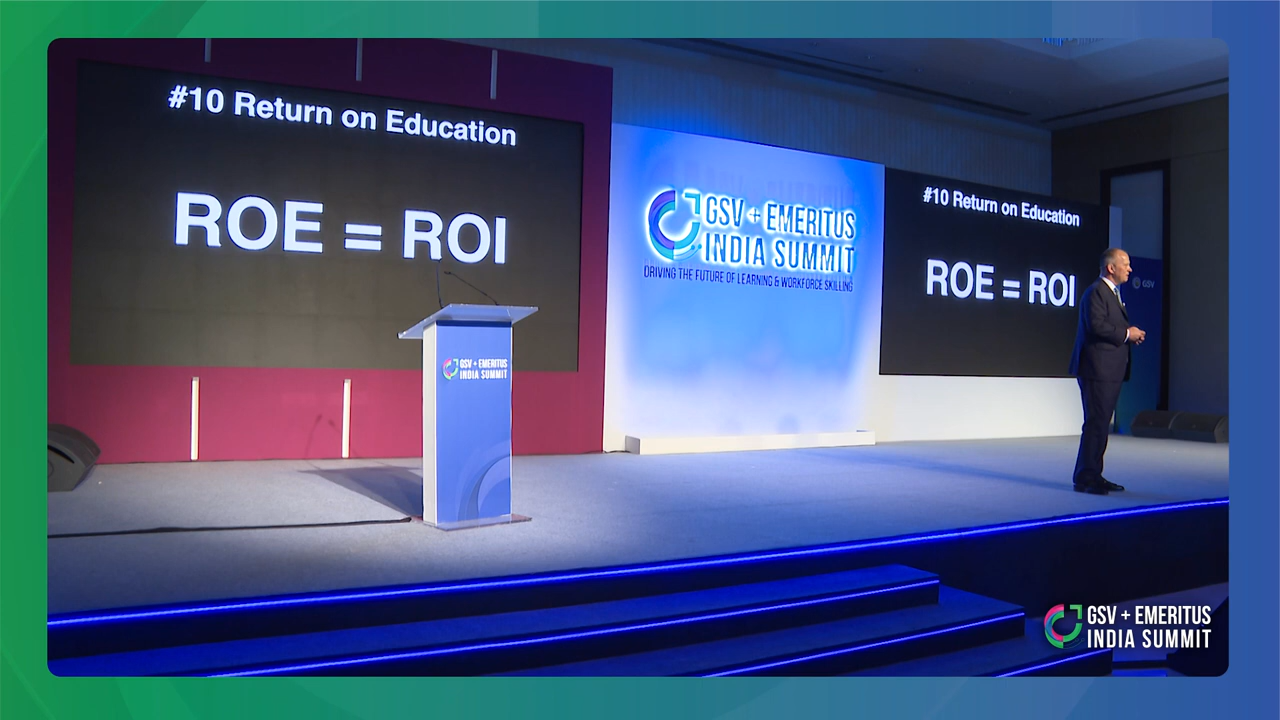 #10 Return on Education
ROE = ROI
GSV + EMERITUS
INDIA SUMMIT
DRIVING THE FUTURE OF LEARNING & WORKFORCE SKILLING
#10 Return on Education
ROE = ROI
GSV
GSV + EMERITUS
INDIA SUMMIT
GSV + EMERITUS
INDIA SUMMIT